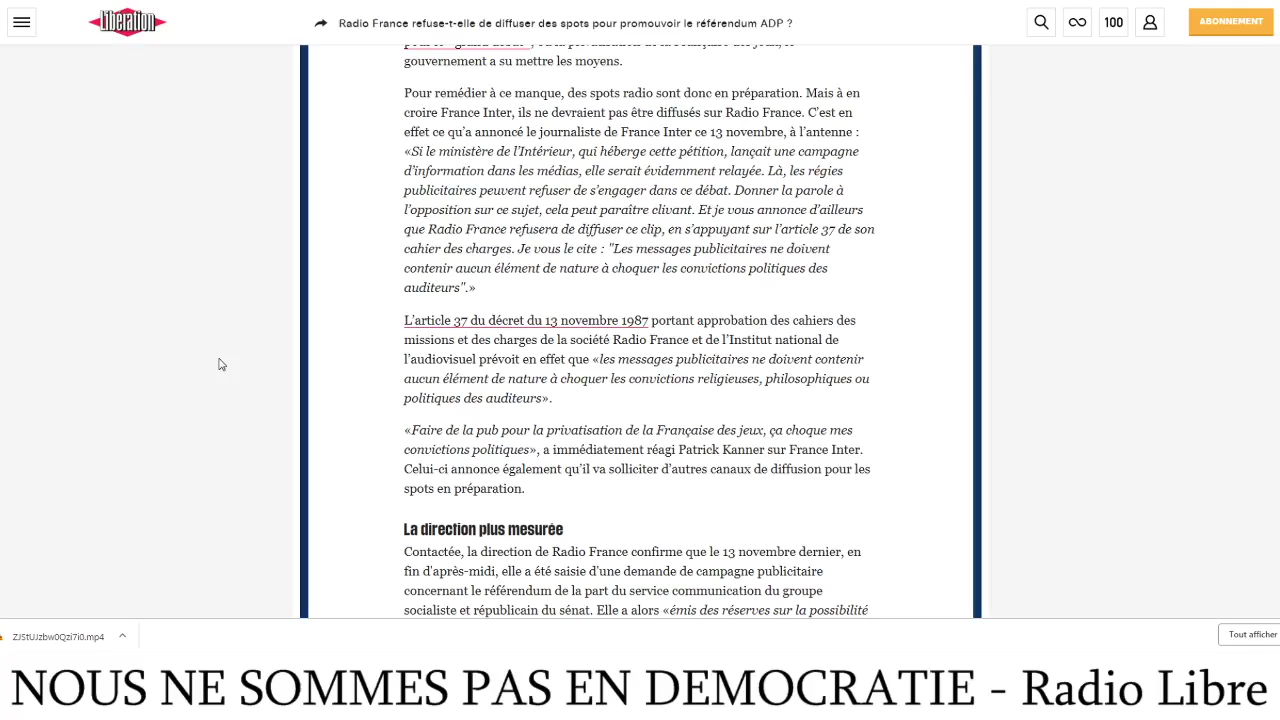 Libération
Radio France refuse-t-elle de diffuser des spots pour promouvoir le référendum ADP ?
100
ABONNEMENT
gouvernement a su mettre les moyens.
Pour remédier à ce manque, des spots radio sont donc en préparation. Mais à en
croire France Inter, ils ne devraient pas être diffusés sur Radio France. C’est en
effet ce qu’a annoncé le journaliste de France Inter ce 13 novembre, à l’antenne :
«Si le ministère de l’Intérieur, qui héberge cette pétition, lançait une campagne
d’information dans les médias, elle serait évidemment relayée. Là, les régies
publicitaires peuvent refuser de s’engager dans ce débat. Donner la parole à
l’opposition sur ce sujet, cela peut paraître clivant. Et je vous annonce d’ailleurs
que Radio France refusera de diffuser ce clip, en s’appuyant sur l’article 37 de son
cahier des charges. Je vous le cite : "Les messages publicitaires ne doivent
contenir aucun élément de nature à choquer les convictions politiques des
auditeurs".»
L’article 37 du décret du 13 novembre 1987 portant approbation des cahiers des
missions et des charges de la société Radio France et de l’Institut national de
l’audiovisuel prévoit en effet que «les messages publicitaires ne doivent contenir
aucun élément de nature à choquer les convictions religieuses, philosophiques ou
politiques des auditeurs».
«Faire de la pub pour la privatisation de la Française des jeux, ça choque mes
convictions politiques», a immédiatement réagi Patrick Kanner sur France Inter.
Celui-ci annonce également qu’il va solliciter d’autres canaux de diffusion pour les
spots en préparation.
La direction plus mesurée
Contactée, la direction de Radio France confirme que le 13 novembre dernier, en
fin d'après-midi, elle a été saisie d'une demande de campagne publicitaire
concernant le référendum de la part du service communication du groupe
socialiste et républicain du sénat. Elle a alors «émis des réserves sur la possibilité
ZJStUJzbw0Qzi7i0.mp4
Tout afficher
NOUS NE SOMMES PAS EN DEMOCRATIE - Radio Libre